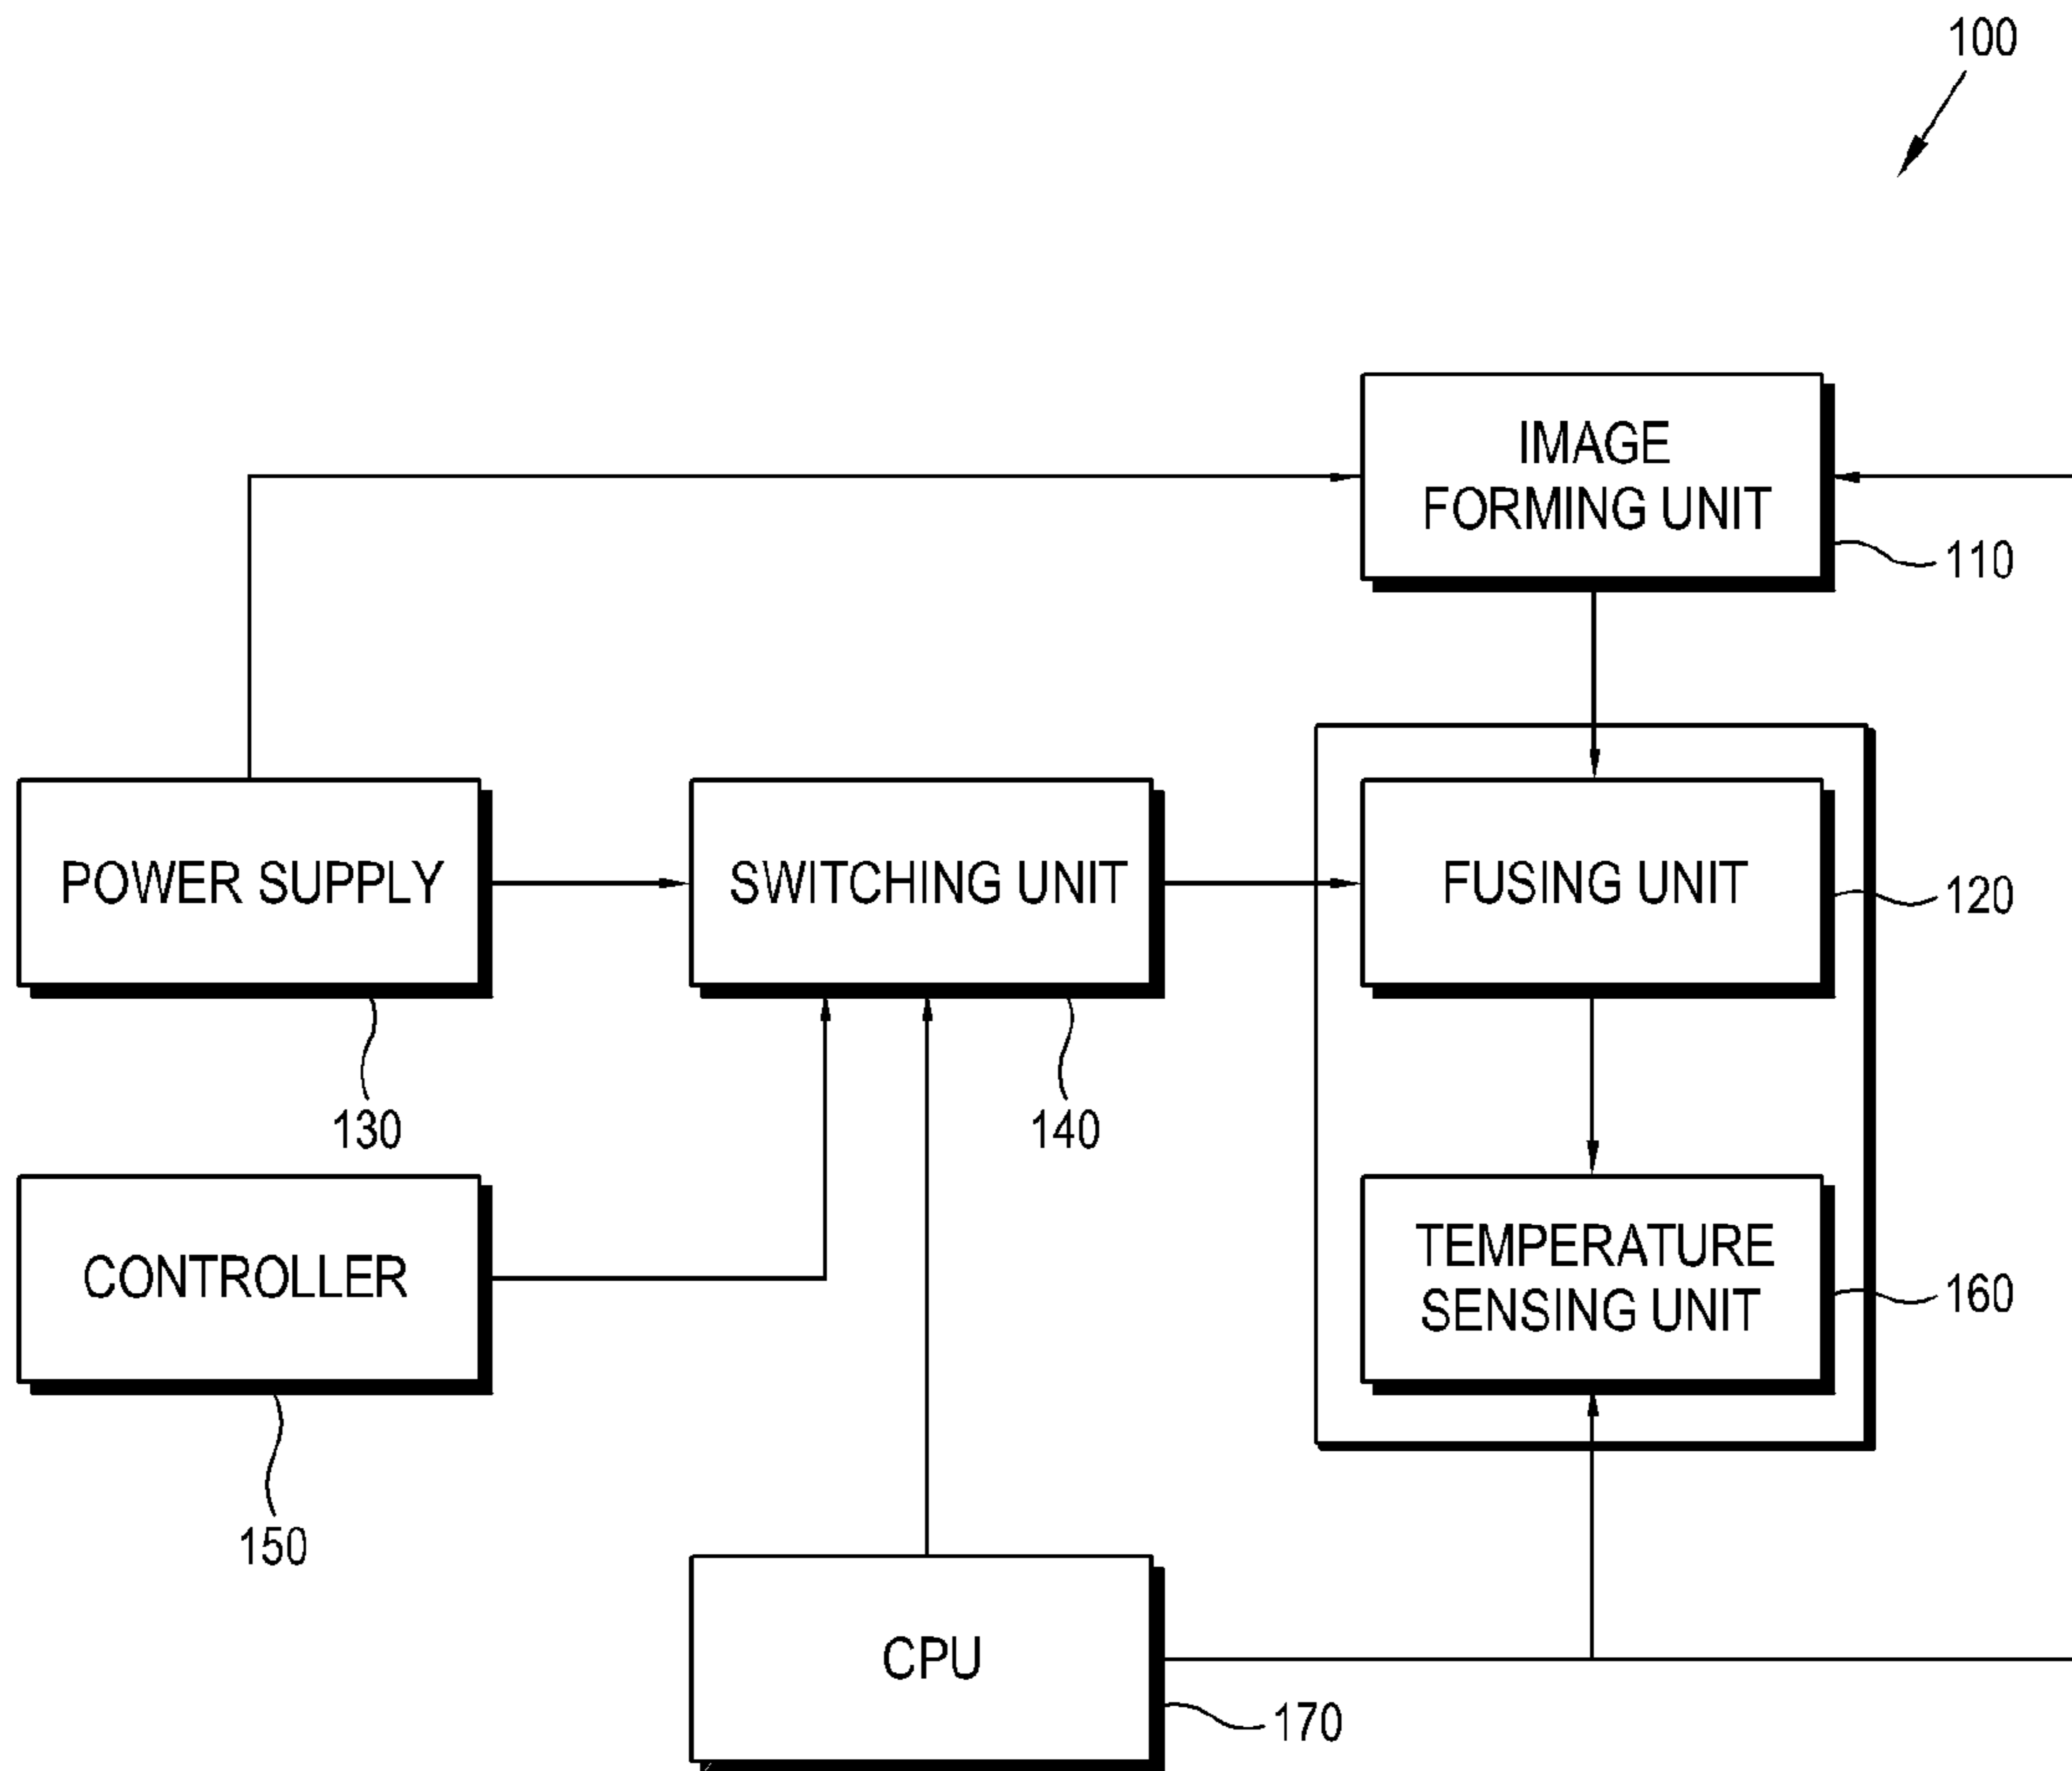 100
IMAGE
FORMING UNIT
110
POWER SUPPLY
SWITCHING UNIT
FUSING UNIT
120
130
140
CONTROLLER
TEMPERATURE
SENSING UNIT
160
150
CPU
170